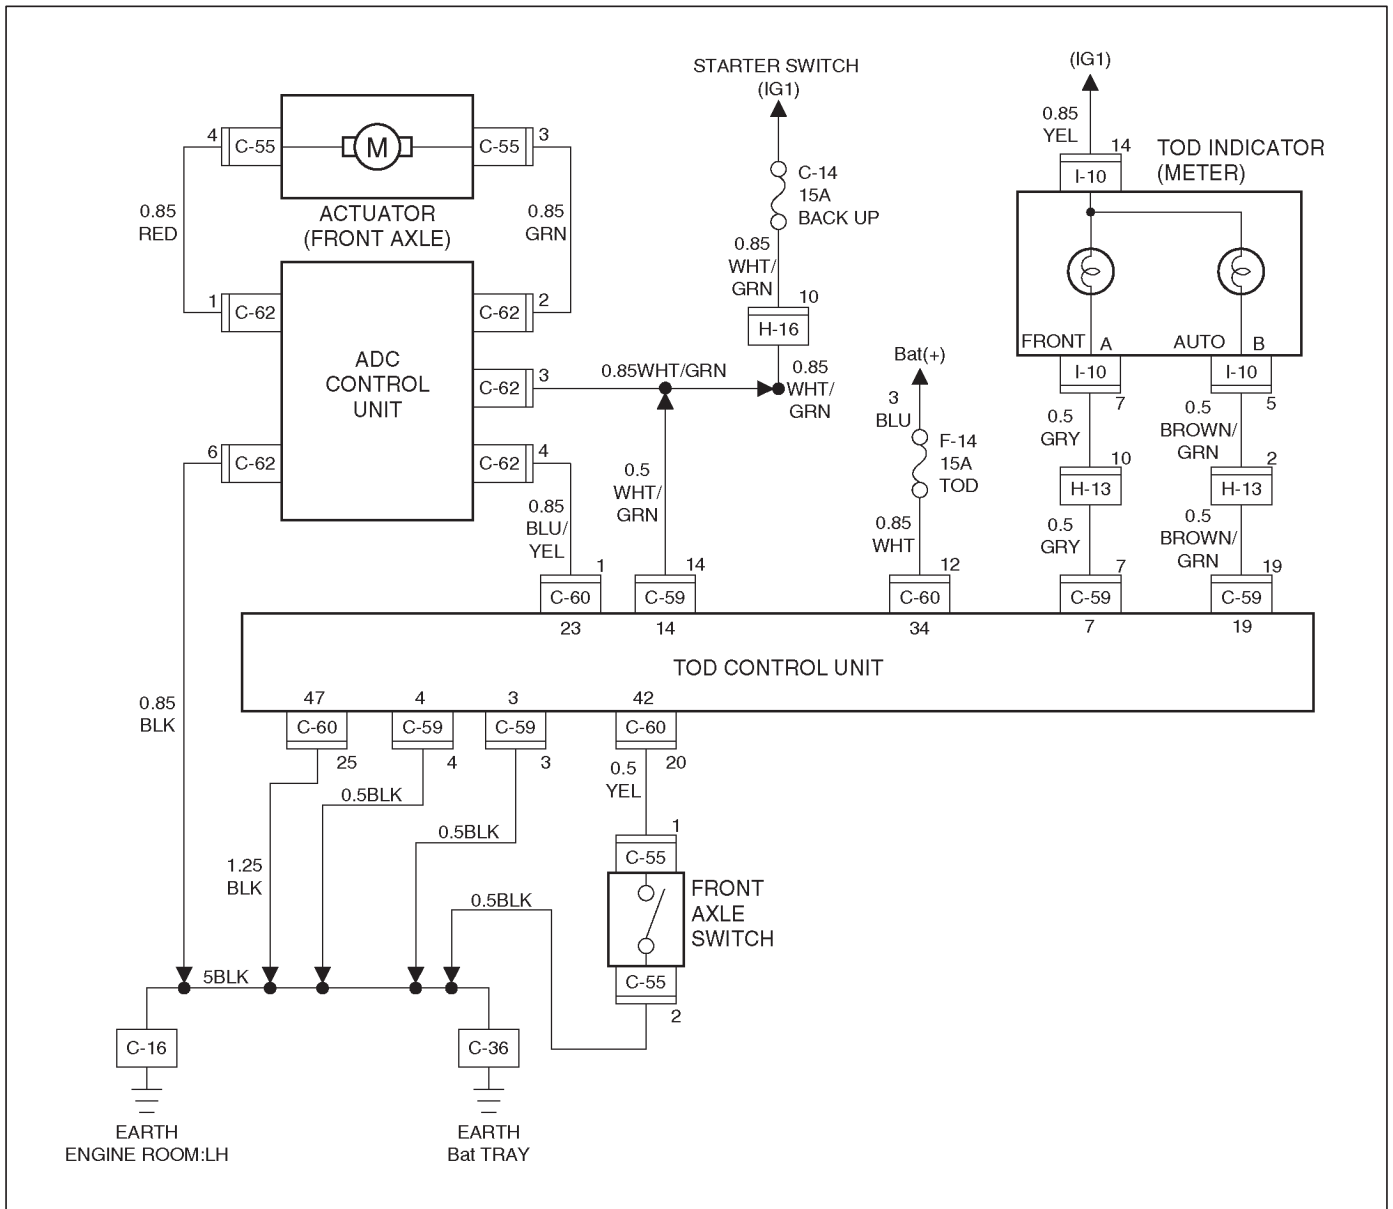 STARTER SWITCH
(IG1)
(IG1)
0.85
YEL
14
I-10
TOD INDICATOR
(METER)
4
C-55
M
C-55
3
ACTUATOR
(FRONT AXLE)
0.85
RED
0.85
GRN
C-14
15A
BACK UP
0.85
WHT/
GRN
10
H-16
1
C-62
2
C-62
ADC
CONTROL
UNIT
3
C-62
0.85WHT/GRN
0.85
WHT/
GRN
6
C-62
4
C-62
0.85
BLU/
YEL
0.5
WHT/
GRN
Bat(+)
3
BLU
F-14
15A
TOD
0.85
WHT
FRONT
A
AUTO
B
I-10
7
I-10
5
0.5
GRY
0.5
BROWN/
GRN
10
H-13
2
H-13
0.5
GRY
0.5
BROWN/
GRN
1
C-60
23
14
C-59
14
12
C-60
34
7
C-59
7
19
C-59
19
TOD CONTROL UNIT
47
C-60
25
4
C-59
4
3
C-59
3
42
C-60
20
0.85
BLK
0.5BLK
0.5BLK
0.5
YEL
1.25
BLK
0.5BLK
1
C-55
FRONT
AXLE
SWITCH
C-55
2
5BLK
C-16
C-36
EARTH
ENGINE ROOM:LH
EARTH
Bat TRAY